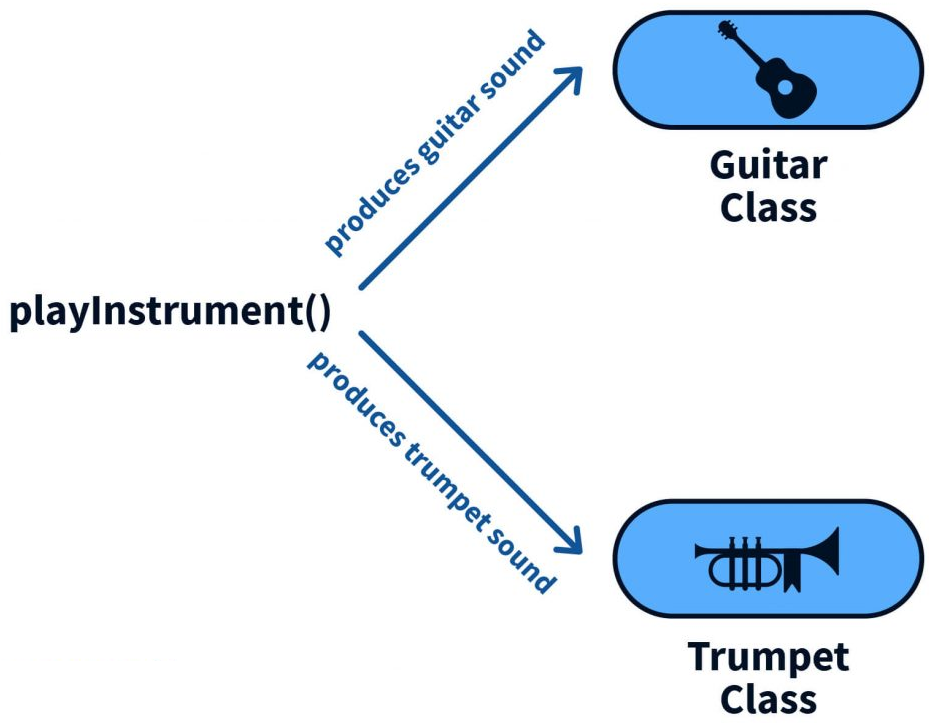 produces guitar sound
Guitar
Class
playInstrument()
produces trumpet sound
Trumpet
Class